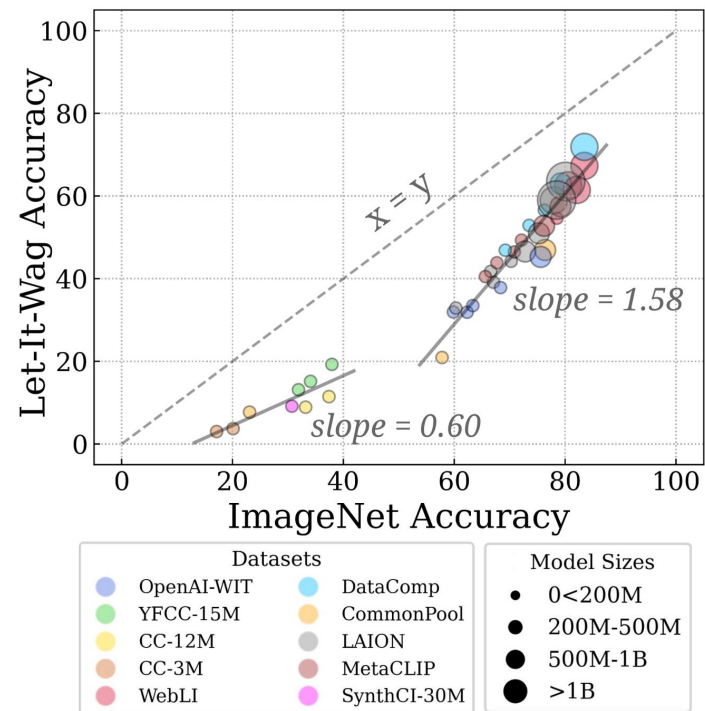 100
80
60
40
20
0
Let-It-Wag Accuracy
x = y
slope = 1.58
slope = 0.60
0 20 40 60 80 100
ImageNet Accuracy
Datasets
OpenAI-WIT
YFCC-15M
CC-12M
CC-3M
WebLI
DataComp
CommonPool
LAION
MetaCLIP
SynthCI-30M
Model Sizes
0<200M
200M-500M
500M-1B
>1B